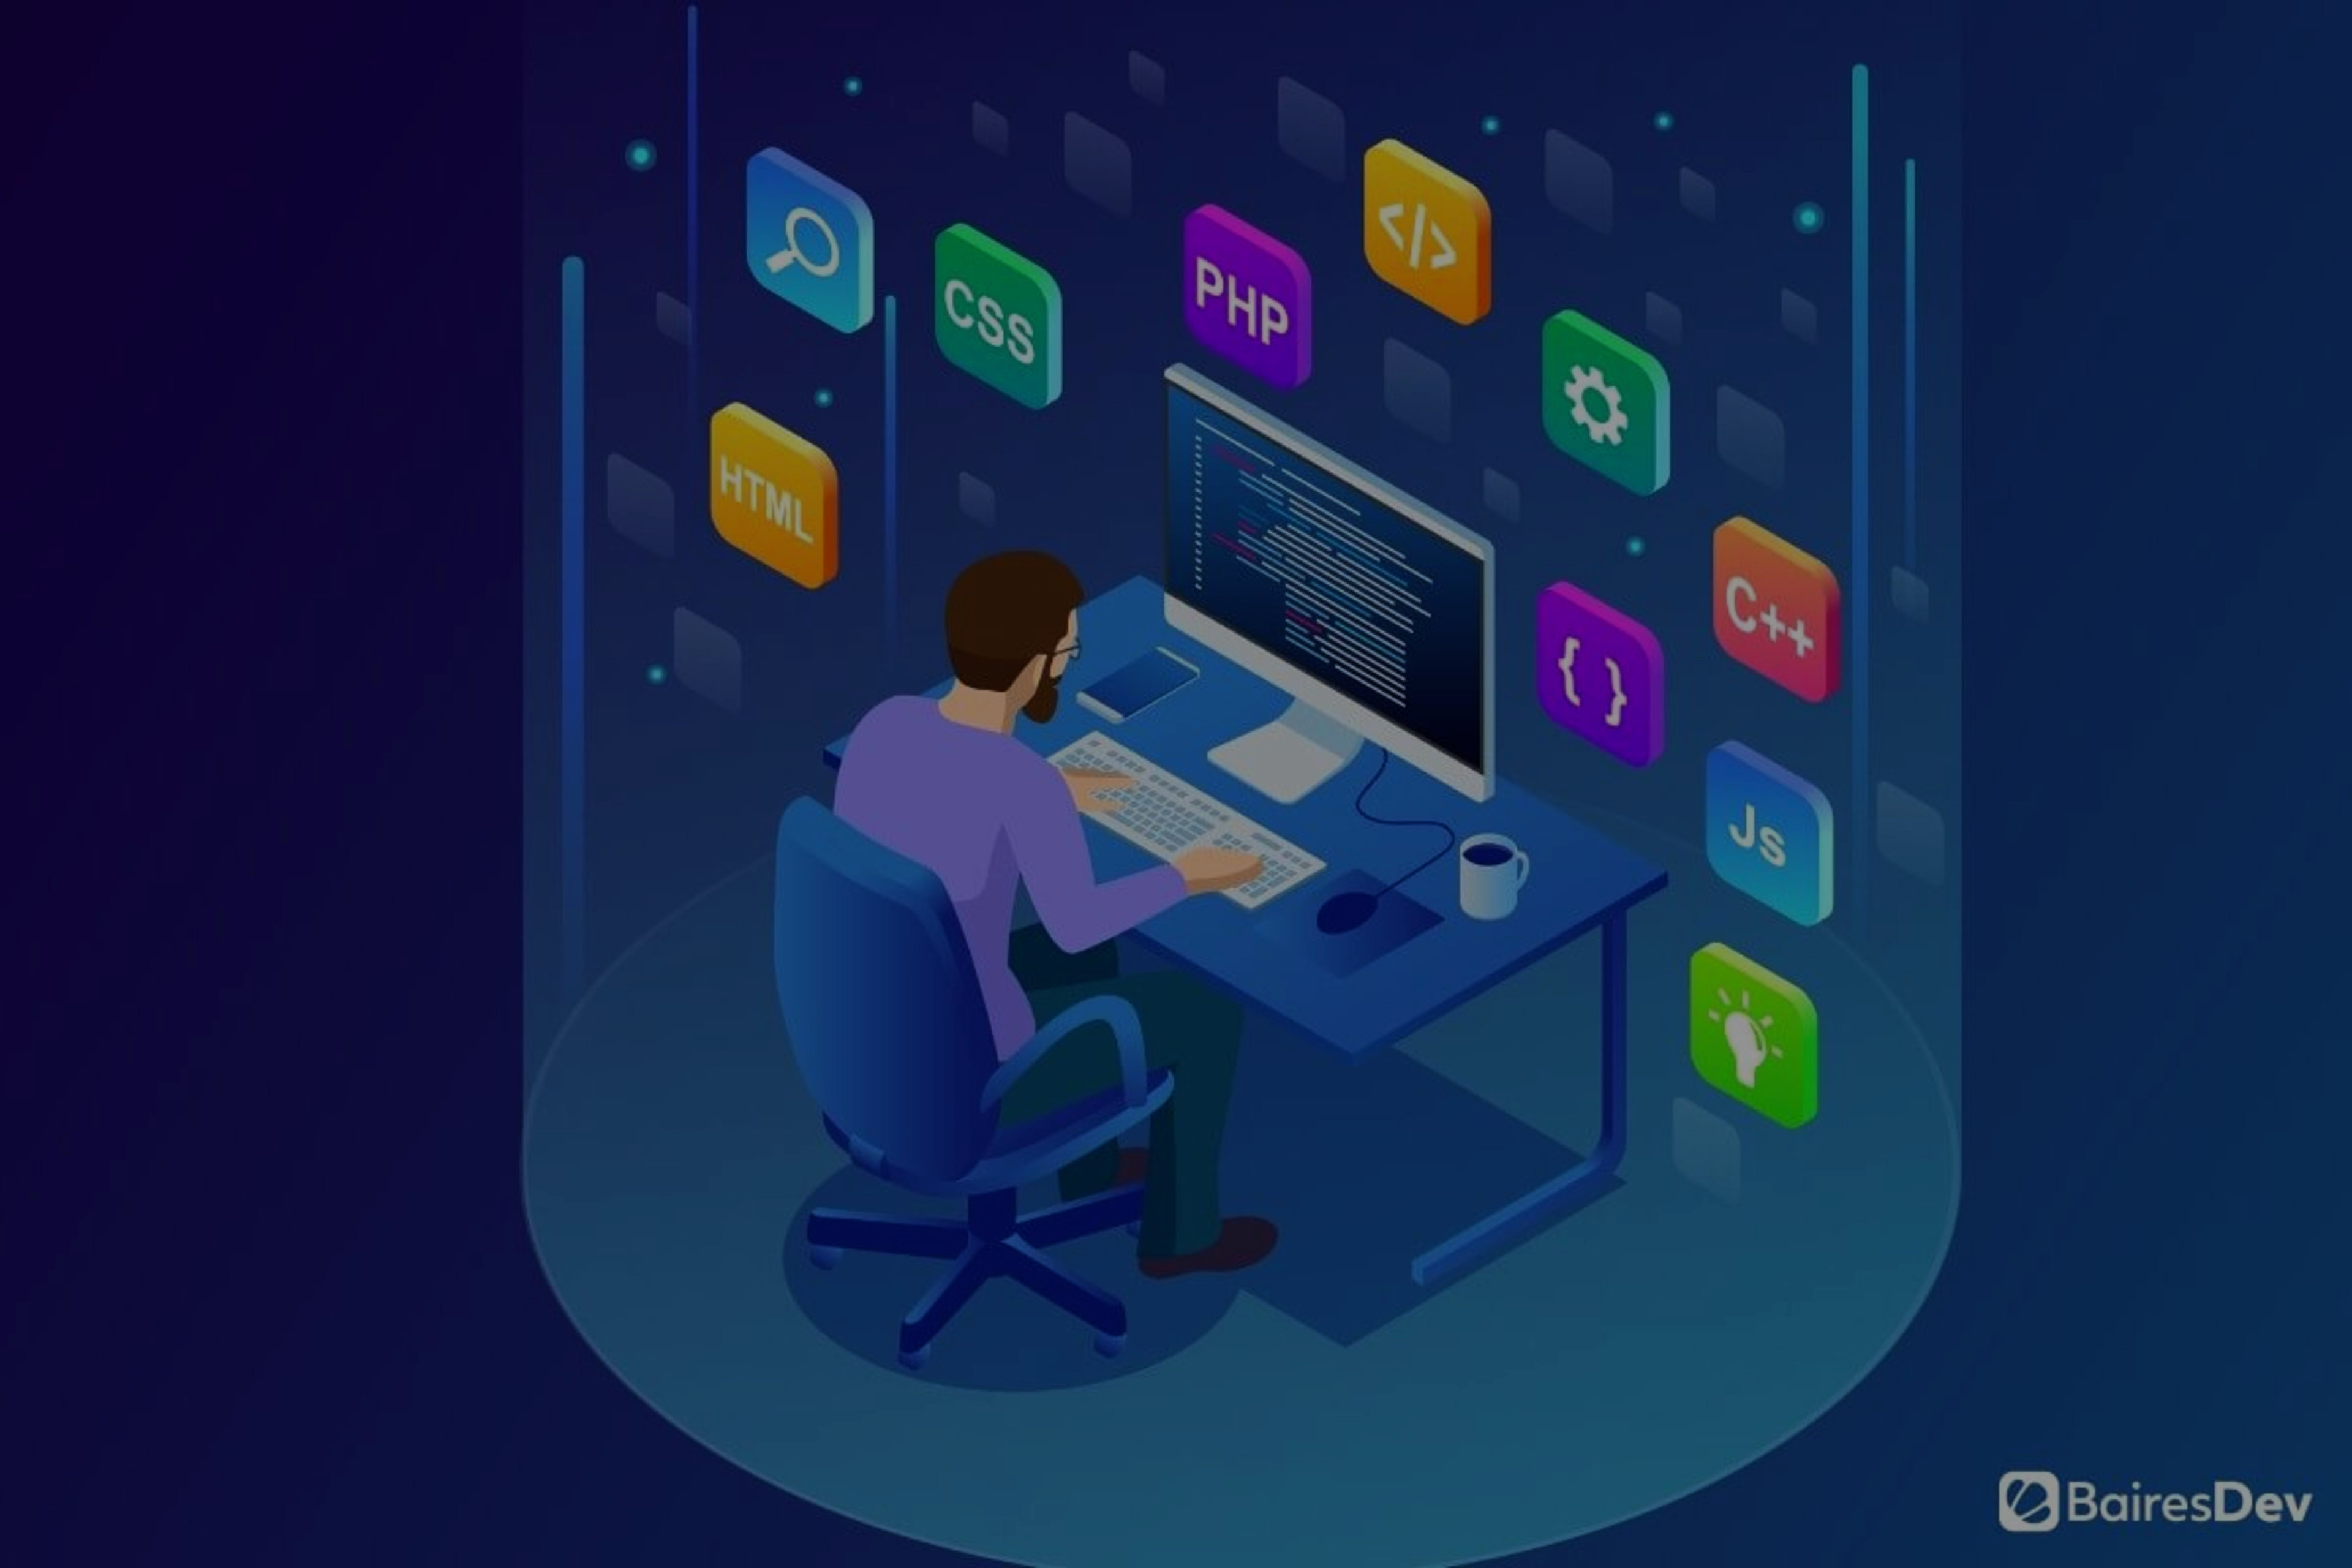 CSS
PHP
</>
HTML
C++
{ }
Js
BairesDev